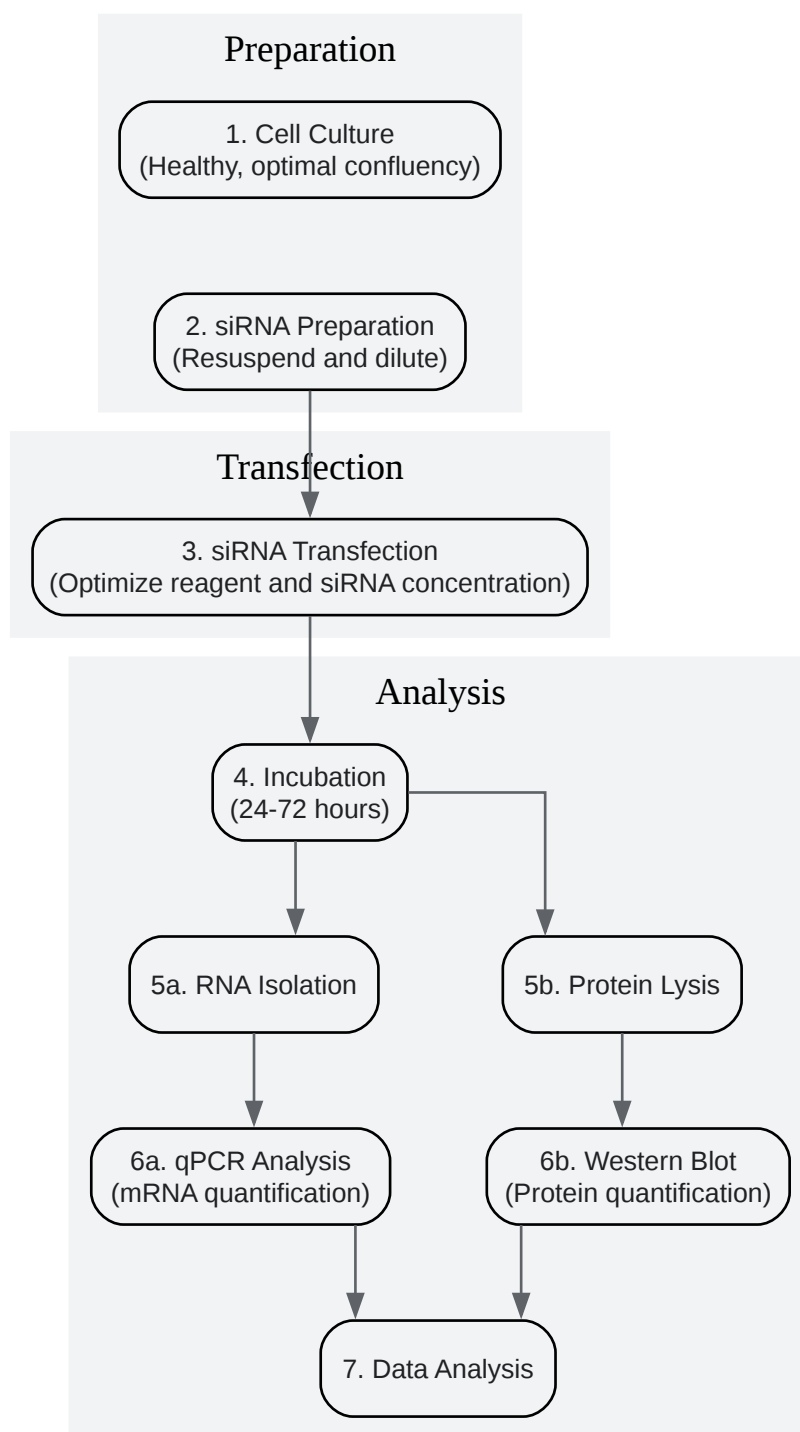 Preparation
1. Cell Culture
(Healthy, optimal confluency)
2. siRNA Preparation
(Resuspend and dilute)
Transfection
3. siRNA Transfection
(Optimize reagent and siRNA concentration)
Analysis
4. Incubation
(24-72 hours)
5a. RNA Isolation
5b. Protein Lysis
6a. qPCR Analysis
(mRNA quantification)
6b. Western Blot
(Protein quantification)
7. Data Analysis